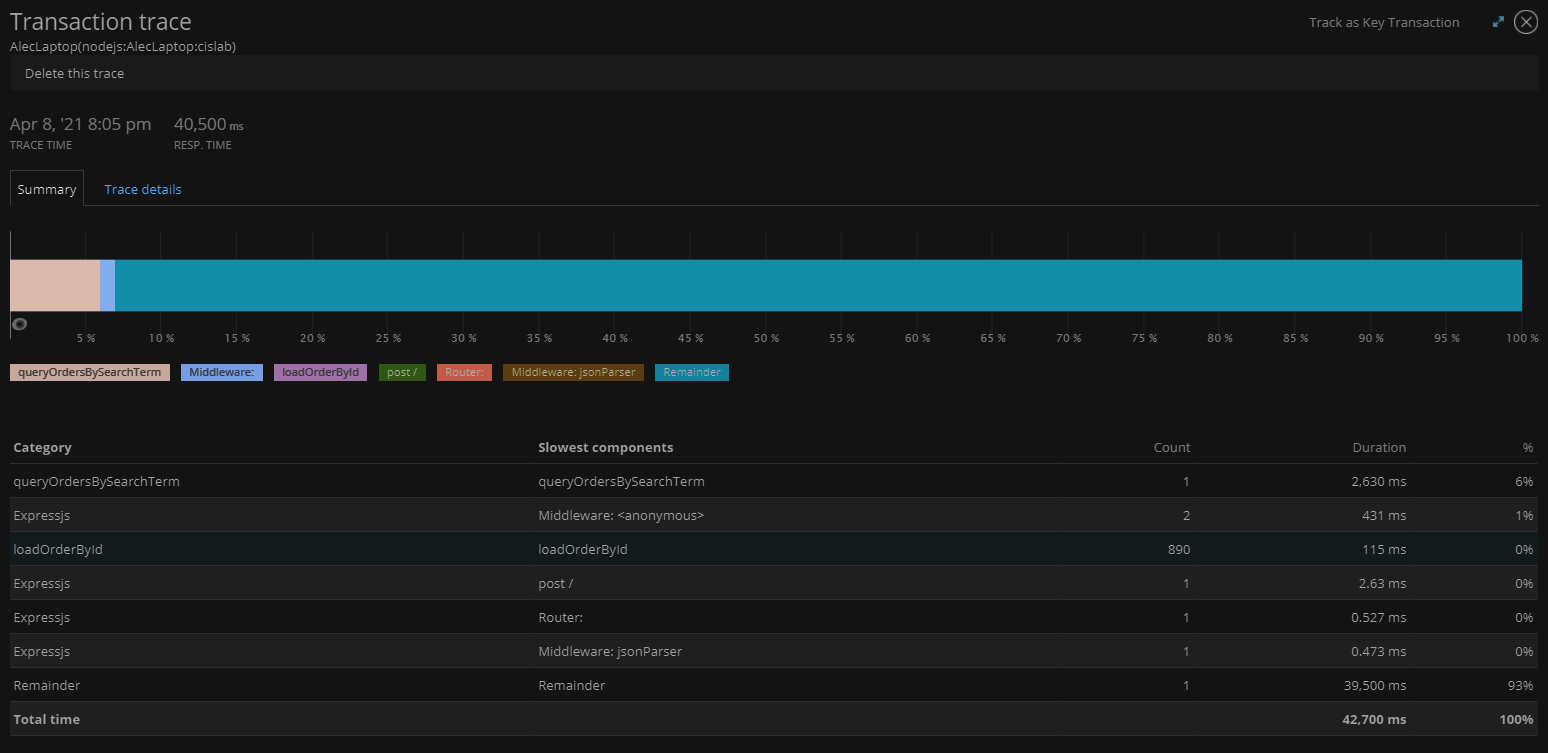 Transaction trace
Track as Key Transaction
AlecLaptop(nodejs:AlecLaptop:cislab)
Delete this trace
Apr 8, '21 8:05 pm 40,500 ms
TRACE TIME RESP. TIME
Summary Trace details
5 % 10 % 15 % 20 % 25 % 30 % 35 % 40 % 45 % 50 % 55 % 60 % 65 % 70 % 75 % 80 % 85 % 90 % 95 % 100 %
queryOrdersBySearchTerm Middleware: loadOrderById post / Router: Middleware: jsonParser Remainder
Category Slowest components Count Duration %
queryOrdersBySearchTerm queryOrdersBySearchTerm 1 2,630 ms 6%
Expressjs Middleware: <anonymous> 2 431 ms 1%
loadOrderById loadOrderById 890 115 ms 0%
Expressjs post / 1 2.63 ms 0%
Expressjs Router: 1 0.527 ms 0%
Expressjs Middleware: jsonParser 1 0.473 ms 0%
Remainder Remainder 1 39,500 ms 93%
Total time 42,700 ms 100%